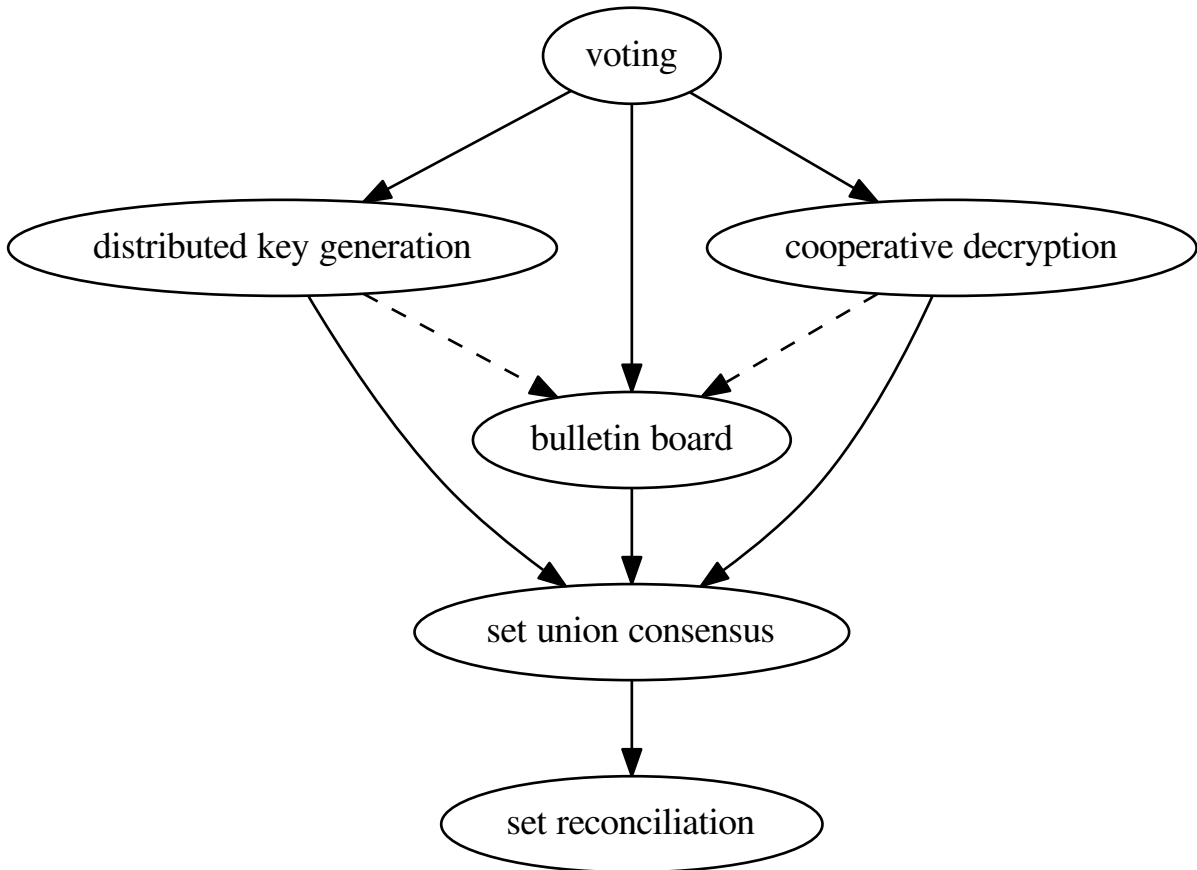 voting
distributed key generation
cooperative decryption
bulletin board
set union consensus
set reconciliation